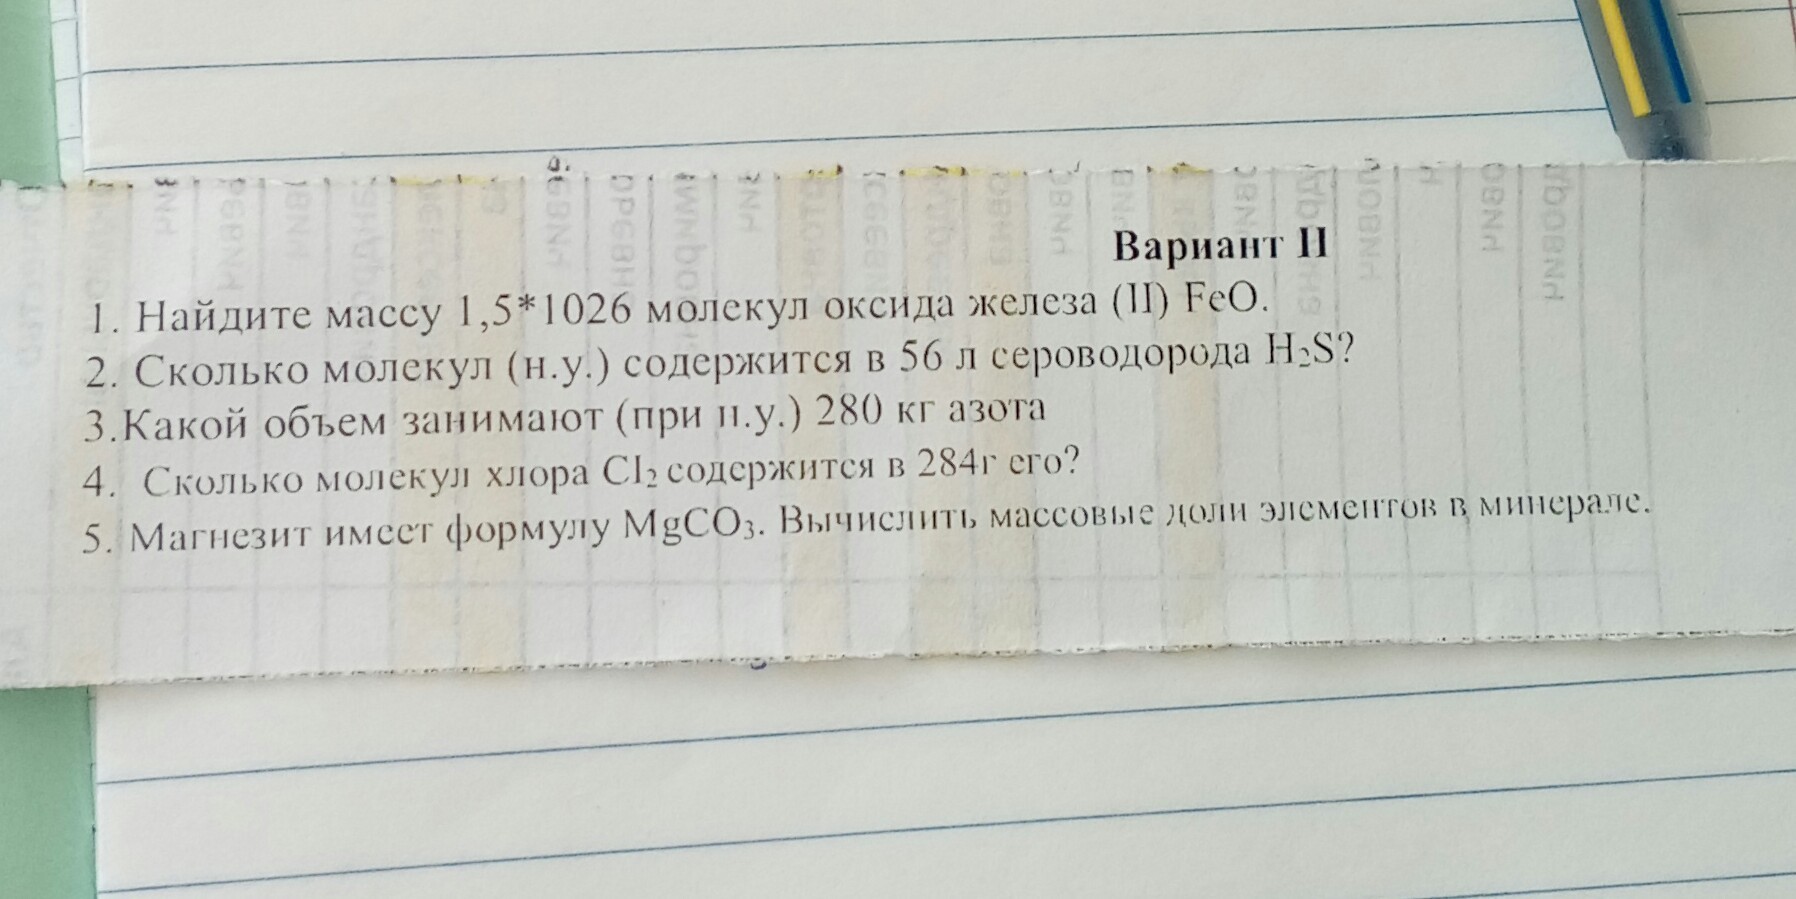 Вариант II
1. Найдите массу 1,5*1026 молекул оксида железа (II) FeO.
2. Сколько молекул (н.у.) содержится в 56 л сероводорода H₂S?
3.Какой объем занимают (при н.у.) 280 кг азота
4. Сколько молекул хлора Cl₂ содержится в 284г его?
5. Магнезит имеет формулу MgCO₃. Вычислить массовые доли элементов в минерале.